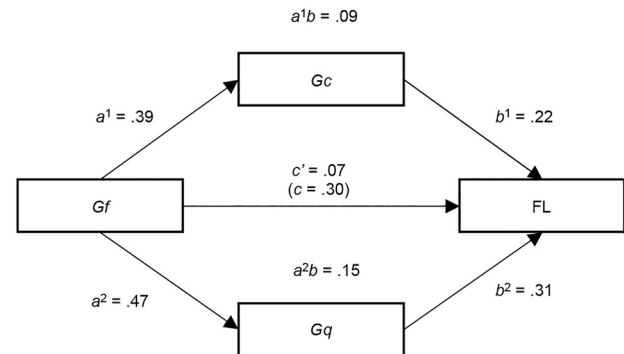 a¹b = .09
Gc
a¹ = .39
b¹ = .22
c' = .07
(c = .30)
Gf
FL
a²b = .15
a² = .47
b² = .31
Gq